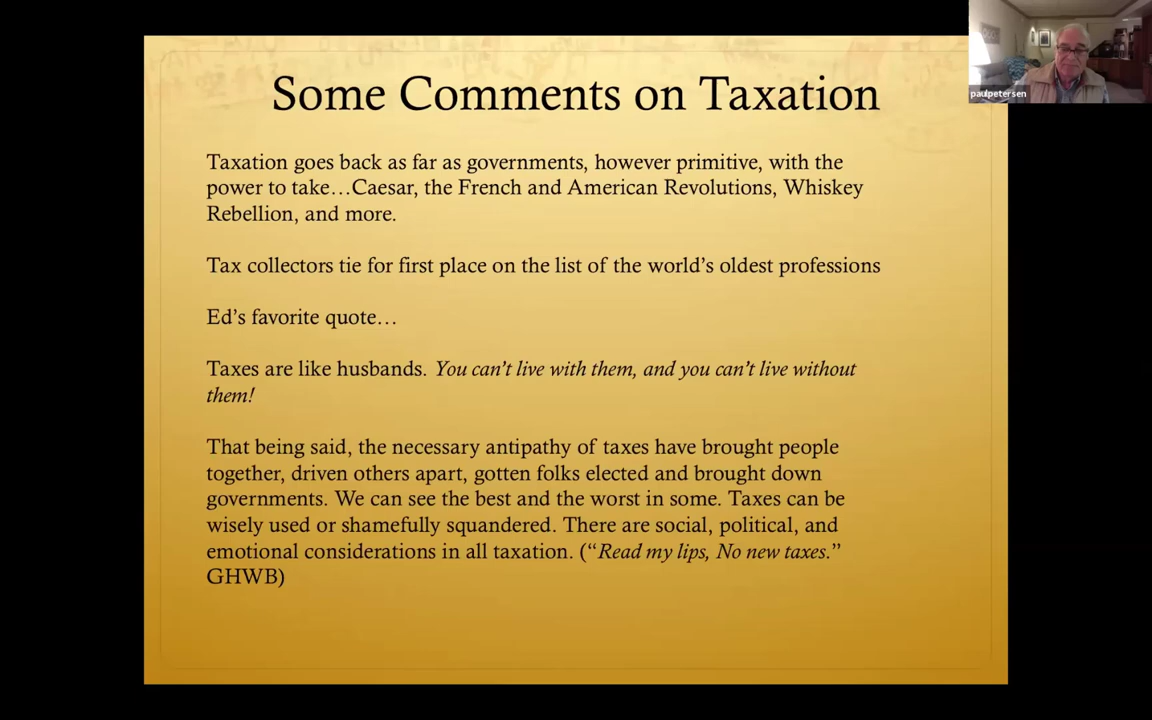 Some Comments on Taxation
paulpetersen
Taxation goes back as far as governments, however primitive, with the
power to take…Caesar, the French and American Revolutions, Whiskey
Rebellion, and more.
Tax collectors tie for first place on the list of the world’s oldest professions
Ed’s favorite quote…
Taxes are like husbands. You can’t live with them, and you can’t live without
them!
That being said, the necessary antipathy of taxes have brought people
together, driven others apart, gotten folks elected and brought down
governments. We can see the best and the worst in some. Taxes can be
wisely used or shamefully squandered. There are social, political, and
emotional considerations in all taxation. (“Read my lips, No new taxes.”
GHWB)